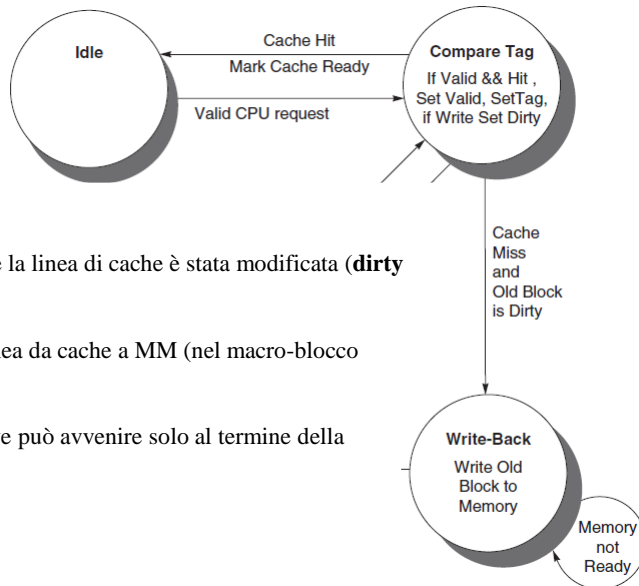 Idle
Cache Hit
Mark Cache Ready
Valid CPU request
Compare Tag
If Valid && Hit ,
Set Valid, SetTag,
if Write Set Dirty
Cache
Miss
and
Old Block
is Dirty
e la linea di cache è stata modificata (dirty
nea da cache a MM (nel macro-blocco
e può avvenire solo al termine della
Write-Back
Write Old
Block to
Memory
Memory
not
Ready